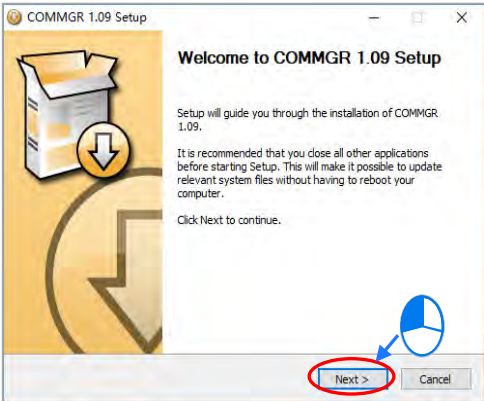 COMMGR 1.09 Setup
Welcome to COMMGR 1.09 Setup
Setup will guide you through the installation of COMMGR
1.09.
It is recommended that you close all other applications
before starting Setup. This will make it possible to update
relevant system files without having to reboot your
computer.
Click Next to continue.
Next >
Cancel